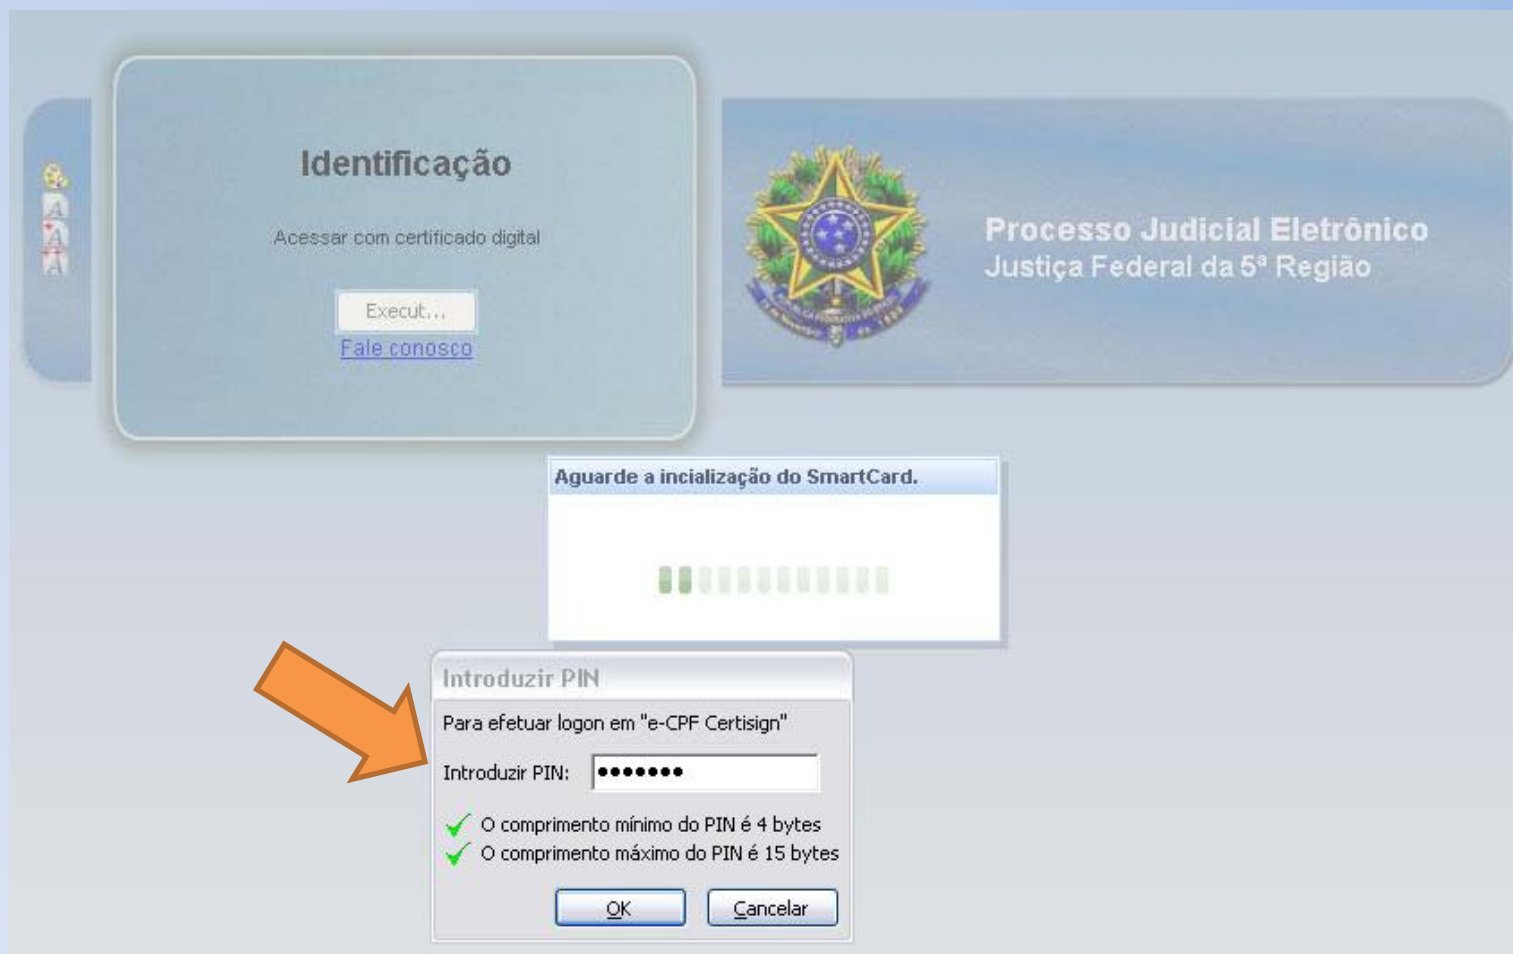 Identificação
Acessar com certificado digital
Execut...
Fale conosco
Processo Judicial Eletrônico
Justiça Federal da 5ª Região
Aguarde a incialização do SmartCard.
Introduzir PIN
Para efetuar logon em "e-CPF Certisign"
Introduzir PIN: •••••••
O comprimento mínimo do PIN é 4 bytes
O comprimento máximo do PIN é 15 bytes
OK Cancelar